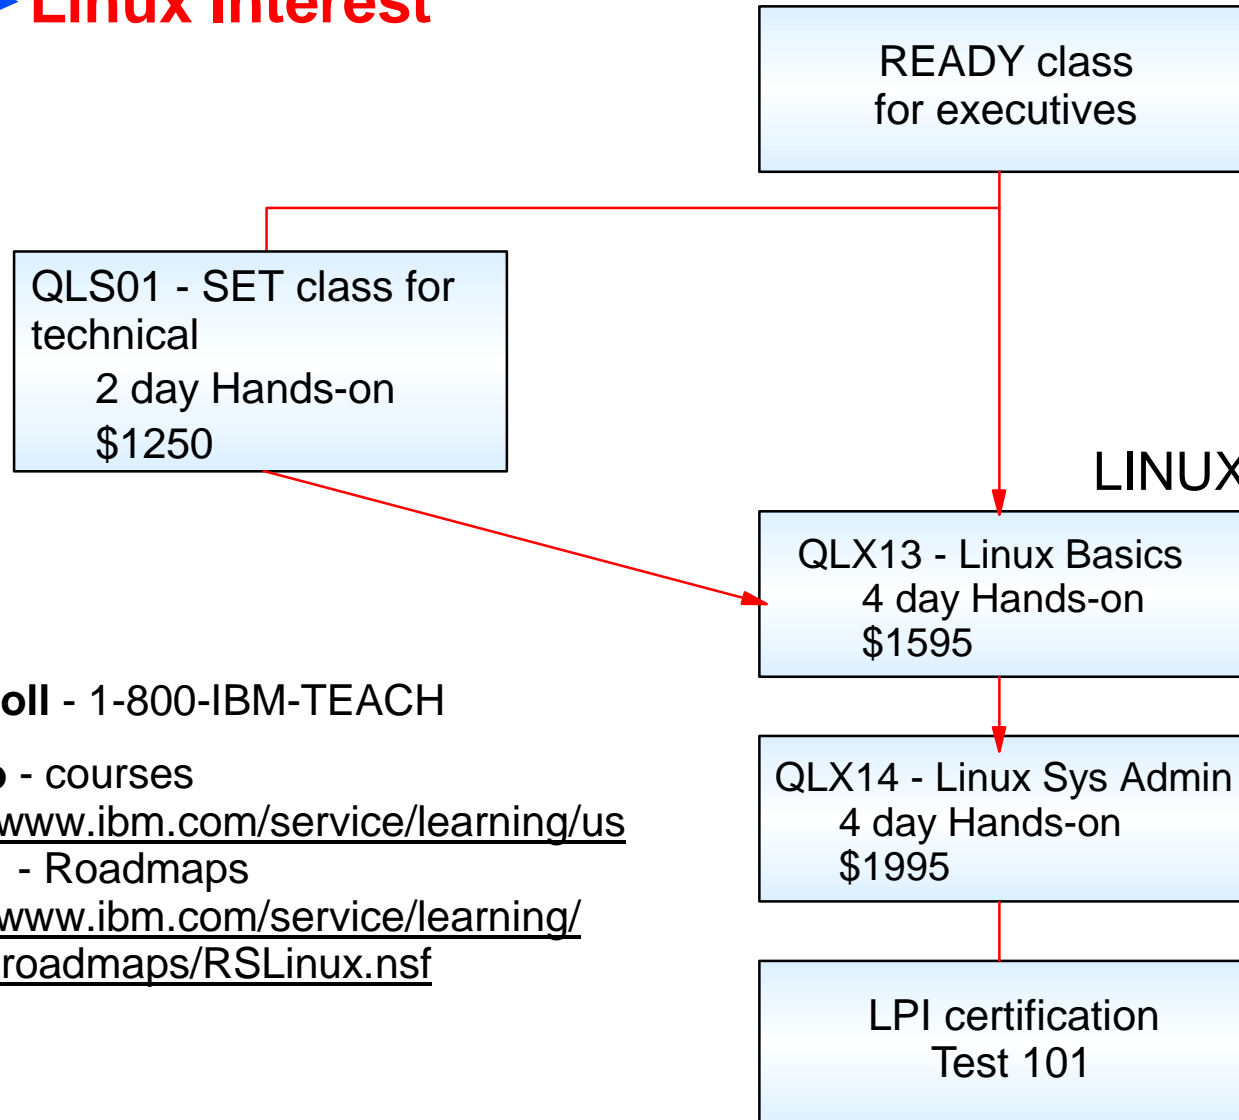 Linux Interest
READY class
for executives
QLS01 - SET class for
technical
2 day Hands-on
$1250
LINUX
QLX13 - Linux Basics
4 day Hands-on
$1595
oll - 1-800-IBM-TEACH
- courses
www.ibm.com/service/learning/us
- Roadmaps
www.ibm.com/service/learning/
roadmaps/RSLinux.nsf
QLX14 - Linux Sys Admin
4 day Hands-on
$1995
LPI certification
Test 101